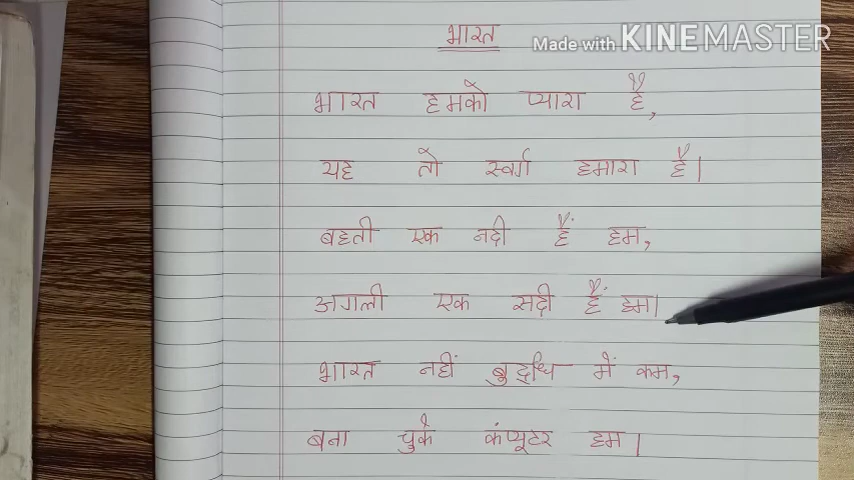 भारत
Made with KINEMASTER
भारत हमको प्यारा है,
यह तो स्वर्ग हमारा है।
बहती एक नदी हैं हम,
अगली एक सदी हैं हम।
भारत नहीं बुद्धि में कम,
बना चुके कंप्यूटर हम।